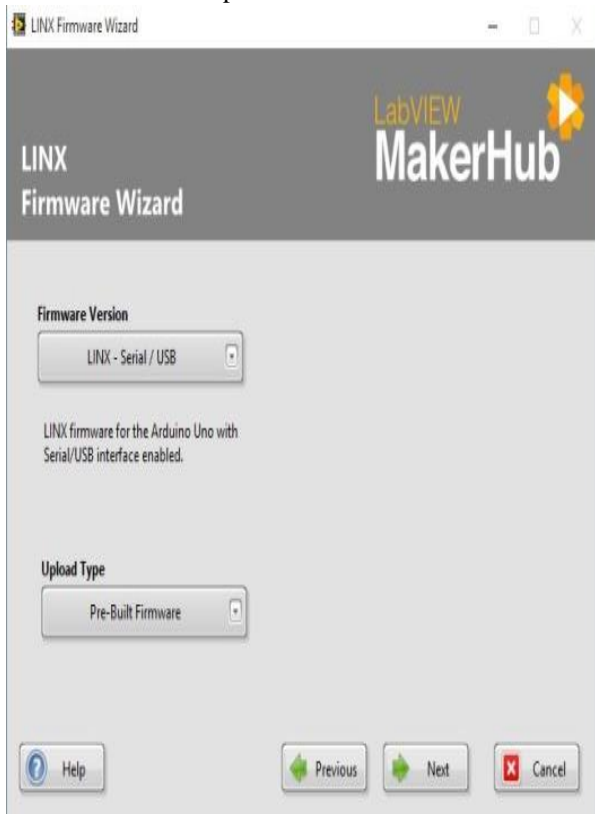 LINX Firmware Wizard
LabVIEW
MakerHub
LINX
Firmware Wizard
Firmware Version
LINX - Serial / USB
LINX firmware for the Arduino Uno with
Serial/USB interface enabled.
Upload Type
Pre-Built Firmware
Help
Previous
Next
Cancel